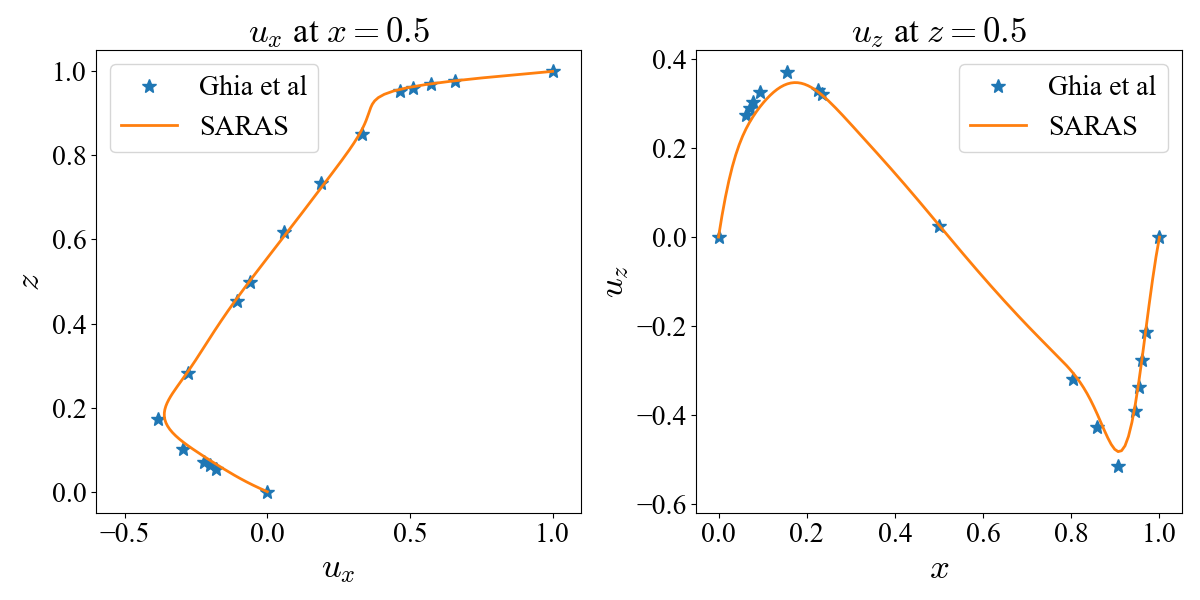 u_x at x = 0.5
Ghia et al
SARAS
1.0
0.8
0.6
0.4
0.2
0.0
z
−0.5 0.0 0.5 1.0
u_x
u_z at z = 0.5
Ghia et al
SARAS
0.4
0.2
0.0
−0.2
−0.4
−0.6
u_z
0.0 0.2 0.4 0.6 0.8 1.0
x